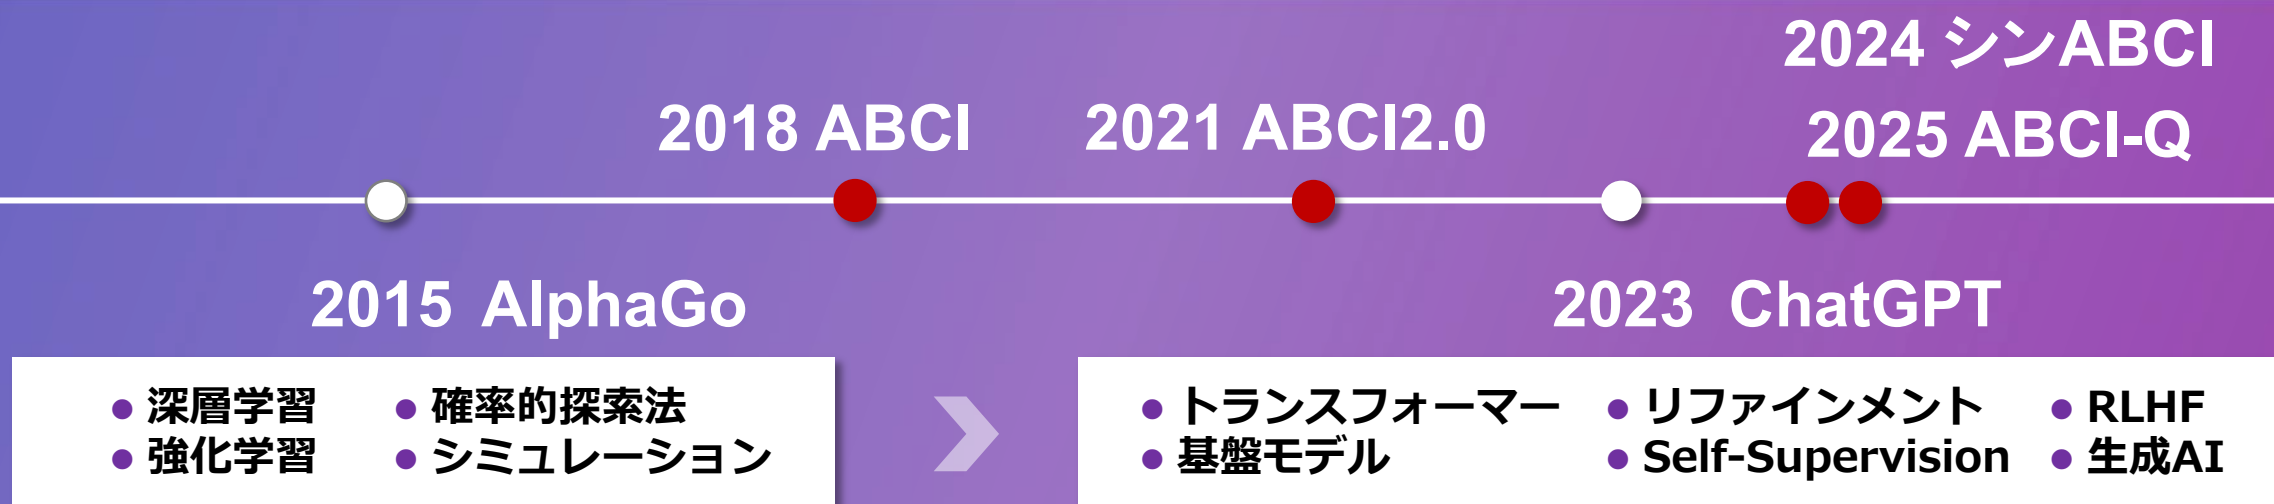 2024 シンABCI
2018 ABCI
2021 ABCI2.0
2025 ABCI-Q
2015 AlphaGo
2023 ChatGPT
● 深層学習
● 確率的探索法
● 強化学習
● シミュレーション
● トランスフォーマー
● リファインメント
● RLHF
● 基盤モデル
● Self-Supervision
● 生成AI